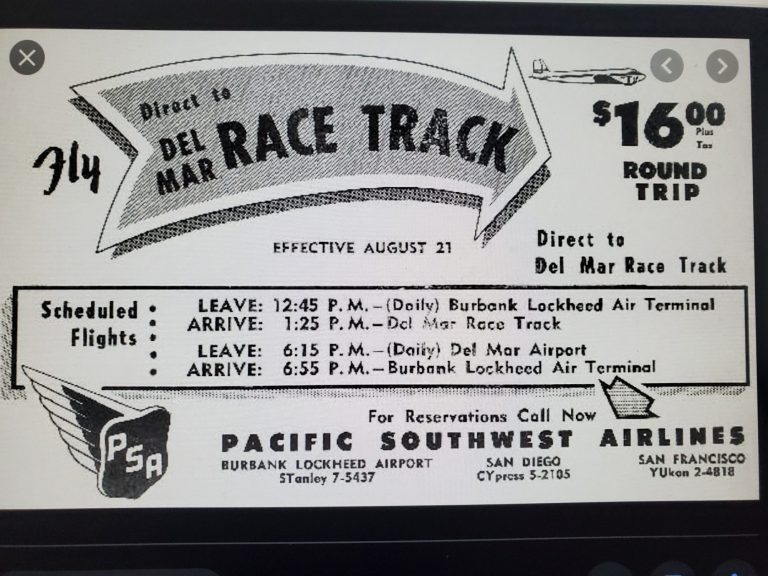 Fly
Direct to
DEL MAR RACE TRACK
$16.00
Plus
Tax
ROUND
TRIP
EFFECTIVE AUGUST 21
Direct to
Del Mar Race Track
Scheduled
Flights
LEAVE: 12:45 P.M.—(Daily) Burbank Lockheed Air Terminal
ARRIVE: 1:25 P.M.—Del Mar Race Track
LEAVE: 6:15 P.M.—(Daily) Del Mar Airport
ARRIVE: 6:55 P.M.—Burbank Lockheed Air Terminal
For Reservations Call Now
PSA
PACIFIC SOUTHWEST AIRLINES
BURBANK LOCKHEED AIRPORT
STanley 7-5437
SAN DIEGO
CYpress 5-2105
SAN FRANCISCO
YUkon 2-4818